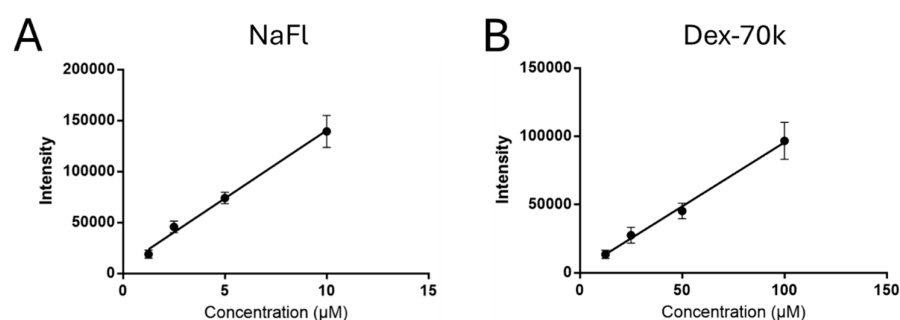 A
NaFl
200000
150000
100000
50000
0
Intensity
0 5 10 15
Concentration (µM)
B
Dex-70k
150000
100000
50000
0
Intensity
0 50 100 150
Concentration (µM)